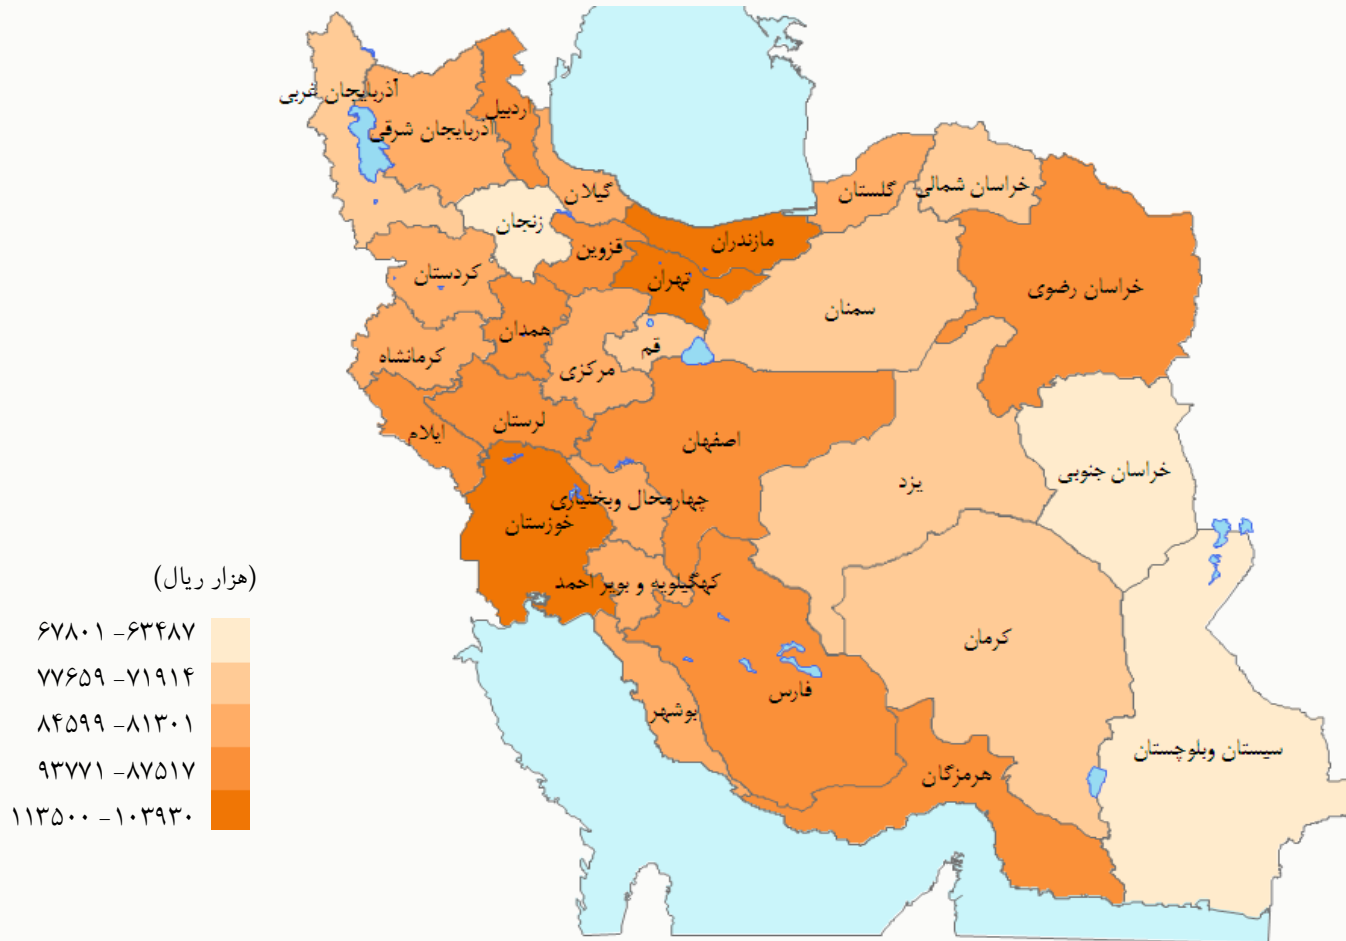 آذربایجان غربی
آذربایجان شرقی
اردبیل
گیلان
زنجان
قزوین
مازندران
تهران
گلستان
خراسان شمالی
خراسان رضوی
سمنان
کردستان
همدان
کرمانشاه
مرکزی
قم
لرستان
ایلام
اصفهان
یزد
خراسان جنوبی
چهارمحال وبختیاری
خوزستان
کهگیلویه و بویر احمد
کرمان
فارس
بوشهر
هرمزگان
سیستان وبلوچستان
(هزار ریال)
۶۳۴۸۷ - ۶۷۸۰۱
۷۱۹۱۴ - ۷۷۶۵۹
۸۱۳۰۱ - ۸۴۵۹۹
۸۷۵۱۷ - ۹۳۷۷۱
۱۰۳۹۳۰ - ۱۱۳۵۰۰